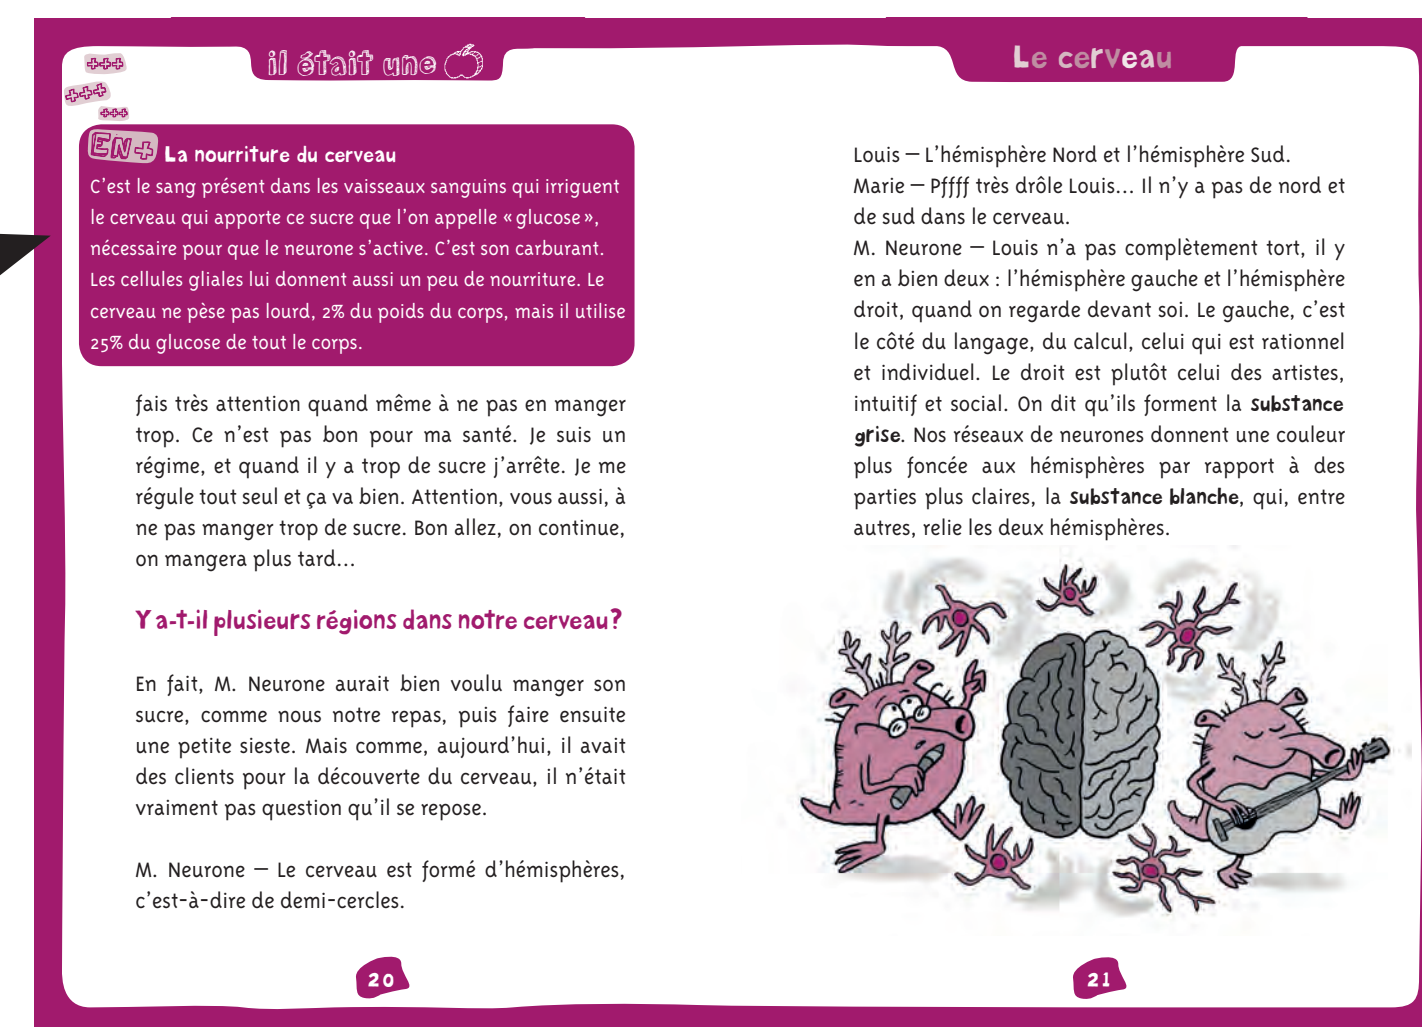 il était une
+++
+++
+++
EN+ La nourriture du cerveau
C'est le sang présent dans les vaisseaux sanguins qui irriguent
le cerveau qui apporte ce sucre que l'on appelle « glucose »,
nécessaire pour que le neurone s'active. C'est son carburant.
Les cellules gliales lui donnent aussi un peu de nourriture. Le
cerveau ne pèse pas lourd, 2% du poids du corps, mais il utilise
25% du glucose de tout le corps.
fais très attention quand même à ne pas en manger
trop. Ce n'est pas bon pour ma santé. Je suis un
régime, et quand il y a trop de sucre j'arrête. Je me
régule tout seul et ça va bien. Attention, vous aussi, à
ne pas manger trop de sucre. Bon allez, on continue,
on mangera plus tard…
Y a-t-il plusieurs régions dans notre cerveau?
En fait, M. Neurone aurait bien voulu manger son
sucre, comme nous notre repas, puis faire ensuite
une petite sieste. Mais comme, aujourd'hui, il avait
des clients pour la découverte du cerveau, il n'était
vraiment pas question qu'il se repose.
M. Neurone – Le cerveau est formé d'hémisphères,
c'est-à-dire de demi-cercles.
20
Le cerveau
Louis – L'hémisphère Nord et l'hémisphère Sud.
Marie – Pffff très drôle Louis… Il n'y a pas de nord et
de sud dans le cerveau.
M. Neurone – Louis n'a pas complètement tort, il y
en a bien deux : l'hémisphère gauche et l'hémisphère
droit, quand on regarde devant soi. Le gauche, c'est
le côté du langage, du calcul, celui qui est rationnel
et individuel. Le droit est plutôt celui des artistes,
intuitif et social. On dit qu'ils forment la substance
grise. Nos réseaux de neurones donnent une couleur
plus foncée aux hémisphères par rapport à des
parties plus claires, la substance blanche, qui, entre
autres, relie les deux hémisphères.
21